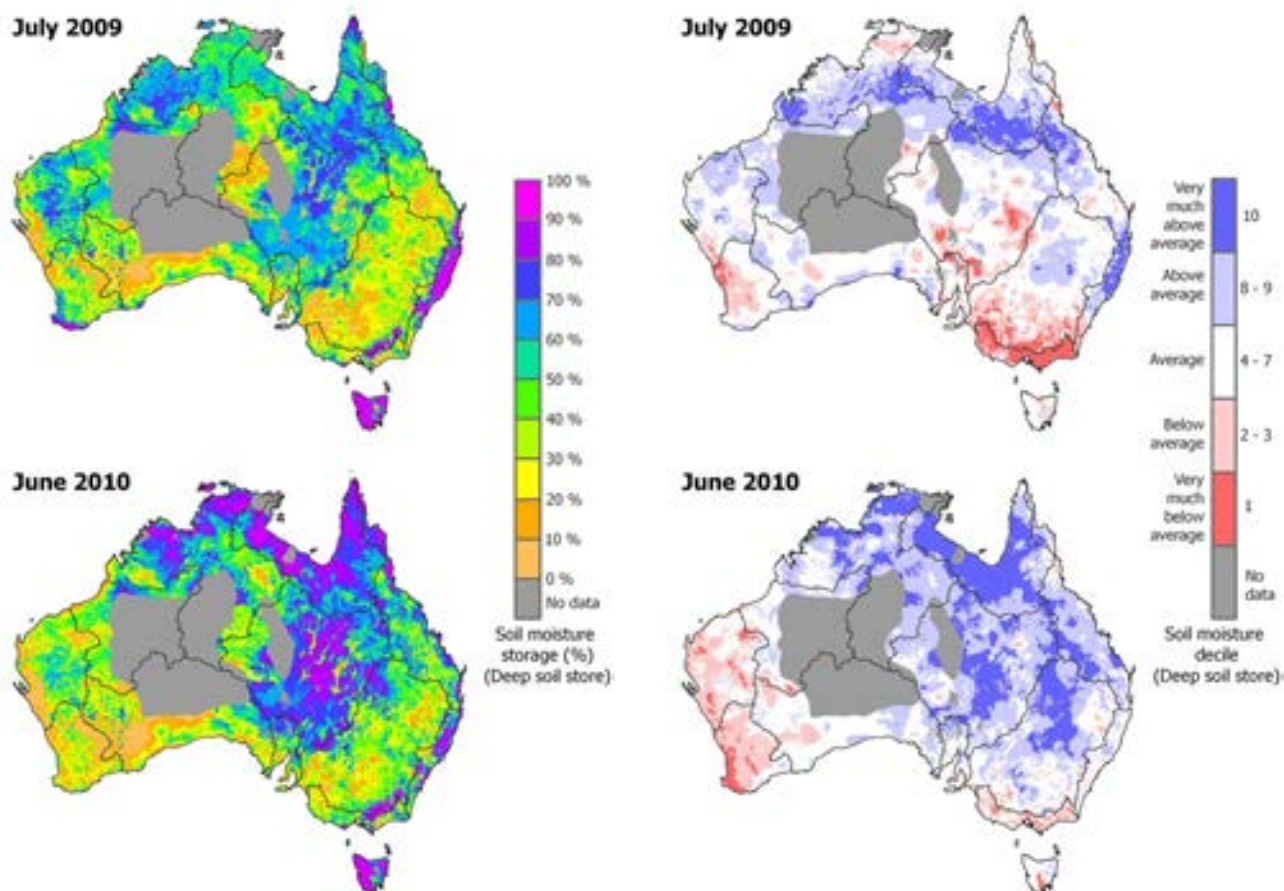 July 2009
July 2009
100 %
90 %
80 %
70 %
60 %
50 %
40 %
30 %
20 %
10 %
0 %
No data
Soil moisture
storage (%)
(Deep soil store)
Very
much
above
average
10
Above
average
8 - 9
Average
4 - 7
Below
average
2 - 3
Very
much
below
average
1
No
data
Soil moisture
decile
(Deep soil store)
June 2010
June 2010